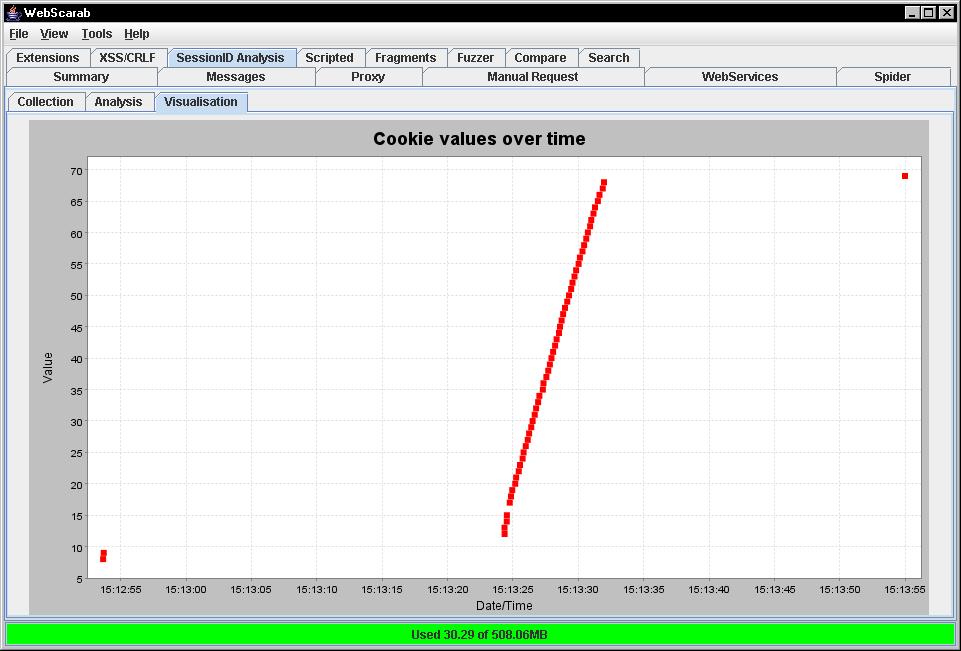 WebScarab
File View Tools Help
Extensions XSS/CRLF SessionID Analysis Scripted Fragments Fuzzer Compare Search
Summary Messages Proxy Manual Request WebServices Spider
Collection Analysis Visualisation
Cookie values over time
70
65
60
55
50
45
40
35
30
25
20
15
10
5
Value
15:12:55 15:13:00 15:13:05 15:13:10 15:13:15 15:13:20 15:13:25 15:13:30 15:13:35 15:13:40 15:13:45 15:13:50 15:13:55
Date/Time
Used 30.29 of 508.06MB